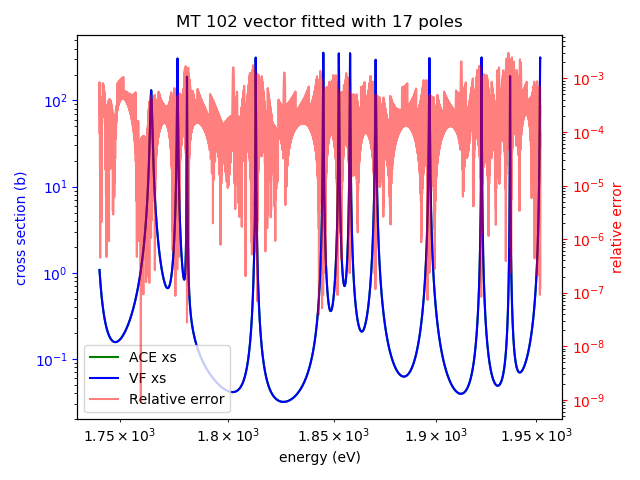 MT 102 vector fitted with 17 poles
10²
10¹
10⁰
10⁻¹
cross section (b)
10⁻³
10⁻⁴
10⁻⁵
10⁻⁶
10⁻⁷
10⁻⁸
10⁻⁹
relative error
ACE xs
VF xs
Relative error
1.75 × 10³ 1.8 × 10³ 1.85 × 10³ 1.9 × 10³ 1.95 × 10³
energy (eV)